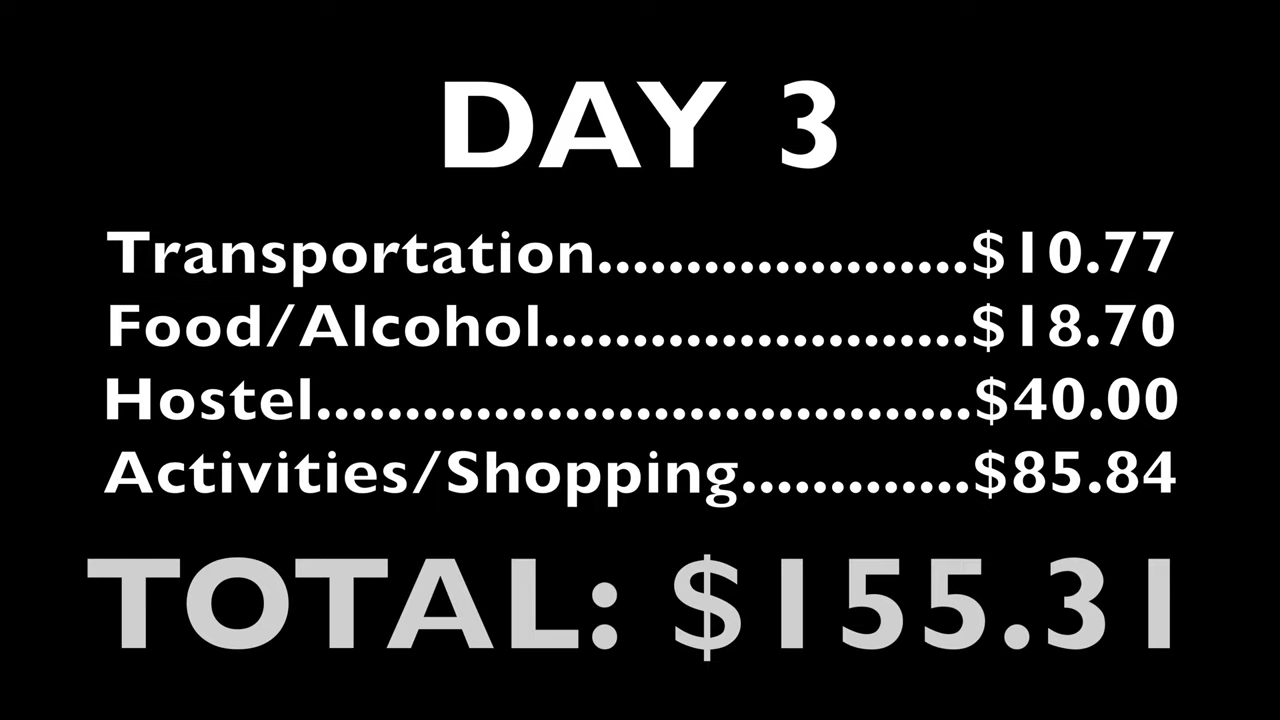 DAY 3
Transportation.....................$10.77
Food/Alcohol........................$18.70
Hostel.....................................$40.00
Activities/Shopping.............$85.84
TOTAL: $155.31